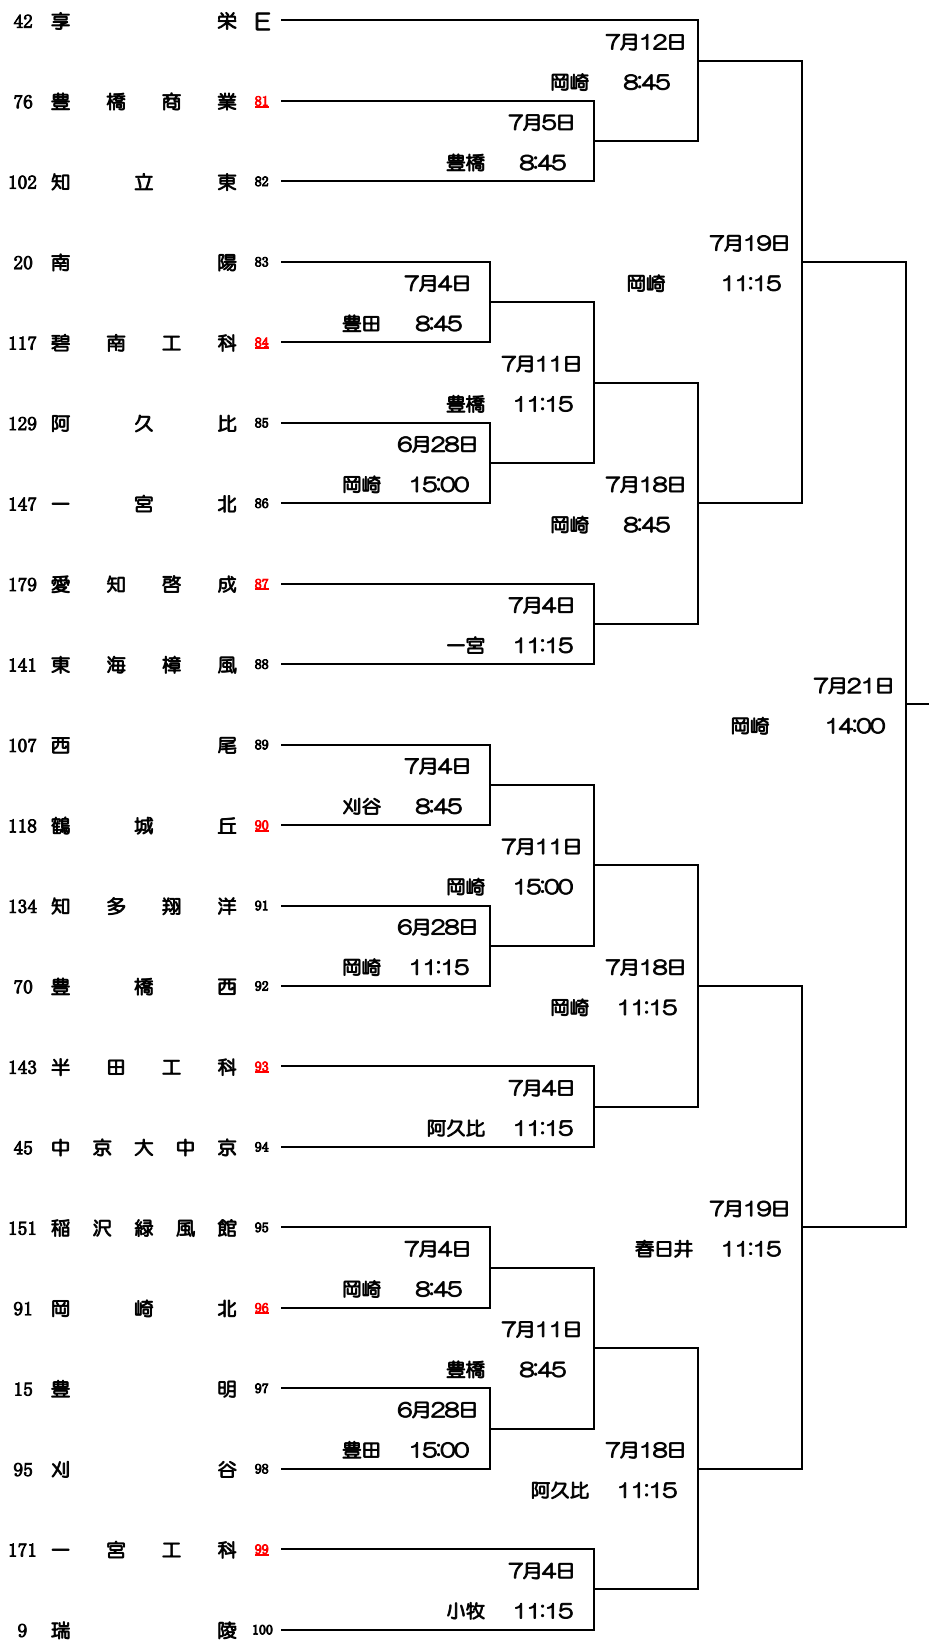 42 享栄 E
7月12日
岡崎 8:45
76 豊橋商業 81
7月5日
豊橋 8:45
102 知立東 82
7月19日
20 南陽 83
7月4日
岡崎 11:15
豊田 8:45
117 碧南工科 84
7月11日
豊橋 11:15
129 阿久比 85
6月28日
岡崎 15:00
7月18日
147 一宮北 86
岡崎 8:45
179 愛知啓成 87
7月4日
一宮 11:15
141 東海樟風 88
7月21日
岡崎 14:00
107 西尾 89
7月4日
刈谷 8:45
118 鶴城丘 90
7月11日
岡崎 15:00
134 知多翔洋 91
6月28日
岡崎 11:15
7月18日
70 豊橋西 92
岡崎 11:15
143 半田工科 93
7月4日
阿久比 11:15
45 中京大中京 94
7月19日
151 稲沢緑風館 95
7月4日
春日井 11:15
岡崎 8:45
91 岡崎北 96
7月11日
豊橋 8:45
15 豊明 97
6月28日
豊田 15:00
7月18日
95 刈谷 98
阿久比 11:15
171 一宮工科 99
7月4日
小牧 11:15
9 瑞陵 100